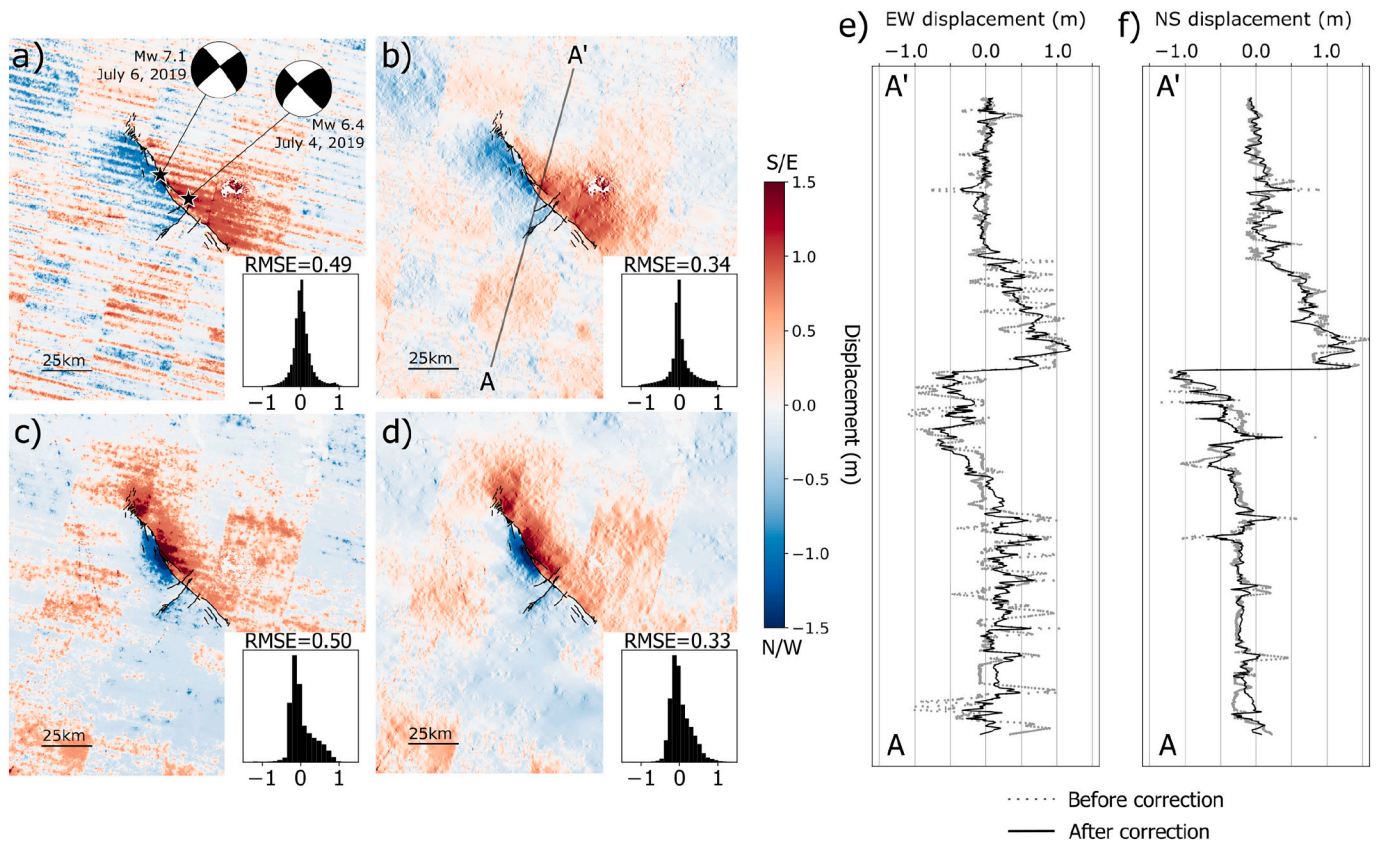 a)
Mw 7.1
July 6, 2019
Mw 6.4
July 4, 2019
25km
RMSE=0.49
−1 0 1
b)
A'
A
25km
RMSE=0.34
−1 0 1
c)
25km
RMSE=0.50
−1 0 1
d)
25km
RMSE=0.33
−1 0 1
S/E
1.5
1.0
0.5
0.0
−0.5
−1.0
−1.5
N/W
Displacement (m)
e)
EW displacement (m)
−1.0 0.0 1.0
A'
A
f)
NS displacement (m)
−1.0 0.0 1.0
A'
A
Before correction
After correction